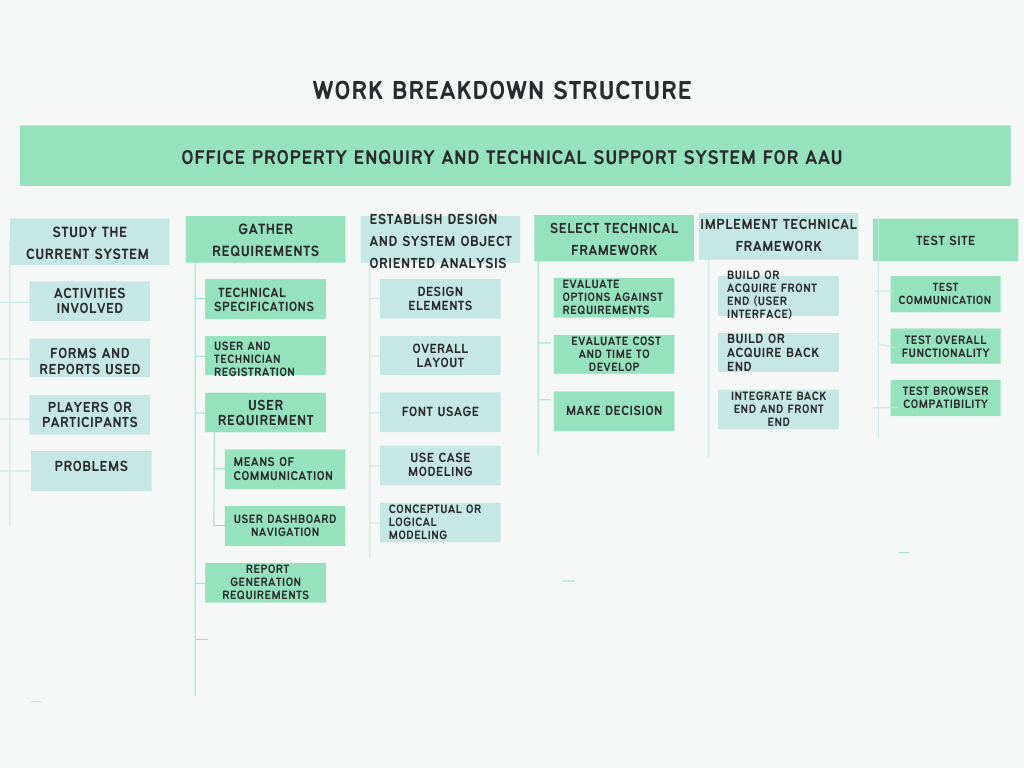 WORK BREAKDOWN STRUCTURE
OFFICE PROPERTY ENQUIRY AND TECHNICAL SUPPORT SYSTEM FOR AAU
STUDY THE
CURRENT SYSTEM
ACTIVITIES
INVOLVED
FORMS AND
REPORTS USED
PLAYERS OR
PARTICIPANTS
PROBLEMS
GATHER
REQUIREMENTS
TECHNICAL
SPECIFICATIONS
USER AND
TECHNICIAN
REGISTRATION
USER
REQUIREMENT
MEANS OF
COMMUNICATION
USER DASHBOARD
NAVIGATION
REPORT
GENERATION
REQUIREMENTS
ESTABLISH DESIGN
AND SYSTEM OBJECT
ORIENTED ANALYSIS
DESIGN
ELEMENTS
OVERALL
LAYOUT
FONT USAGE
USE CASE
MODELING
CONCEPTUAL OR
LOGICAL
MODELING
SELECT TECHNICAL
FRAMEWORK
EVALUATE
OPTIONS AGAINST
REQUIREMENTS
EVALUATE COST
AND TIME TO
DEVELOP
MAKE DECISION
IMPLEMENT TECHNICAL
FRAMEWORK
BUILD OR
ACQUIRE FRONT
END (USER
INTERFACE)
BUILD OR
ACQUIRE BACK
END
INTEGRATE BACK
END AND FRONT
END
TEST SITE
TEST
COMMUNICATION
TEST OVERALL
FUNCTIONALITY
TEST BROWSER
COMPATIBILITY